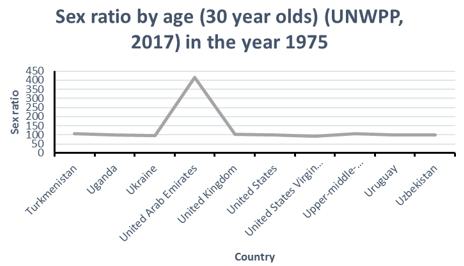 Sex ratio by age (30 year olds) (UNWPP,
2017) in the year 1975
450
400
350
300
250
200
150
100
50
0
Sex ratio
Turkmenistan
Uganda
Ukraine
United Arab Emirates
United Kingdom
United States
United States Virgin...
Upper-middle-...
Uruguay
Uzbekistan
Country